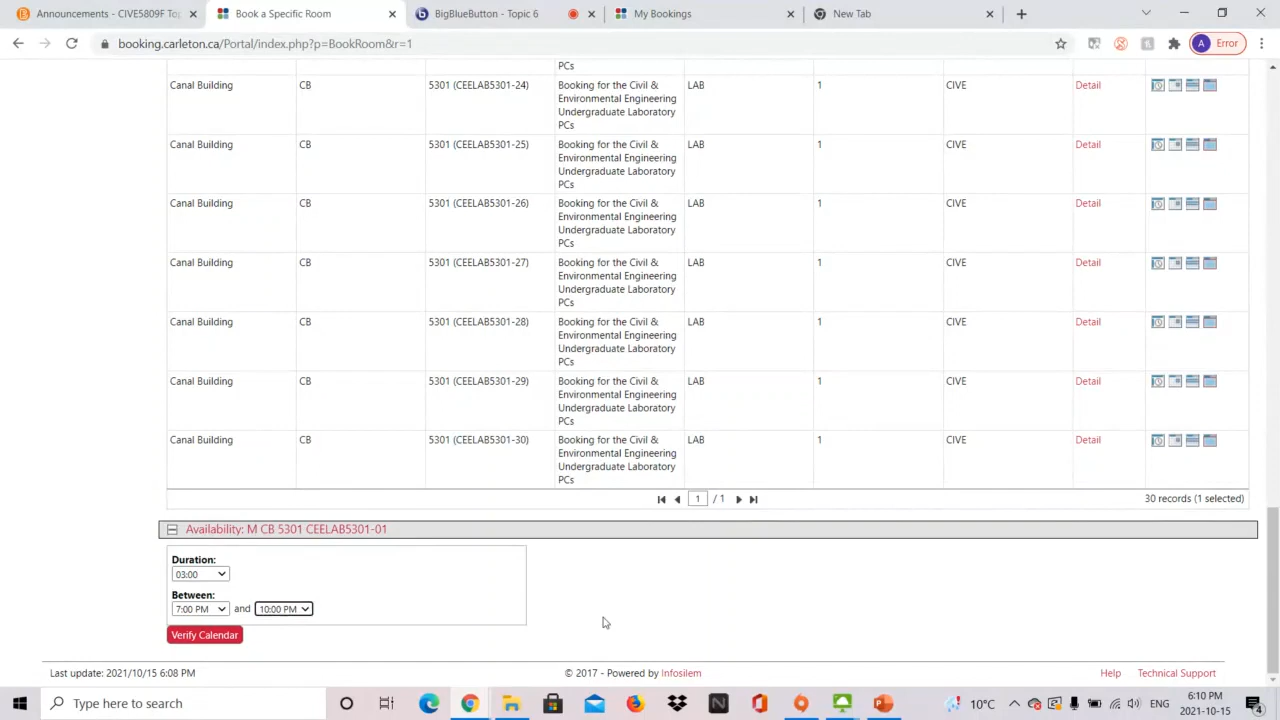 Announcements - CIVE5809F Top
Book a Specific Room
BigBlueButton - Topic 6
My Bookings
New Tab
booking.carleton.ca/Portal/index.php?p=BookRoom&r=1
A Error
PCs
Canal Building CB 5301 (CEELAB5301-24) Booking for the Civil & LAB 1 CIVE Detail
Environmental Engineering
Undergraduate Laboratory
PCs
Canal Building CB 5301 (CEELAB5301-25) Booking for the Civil & LAB 1 CIVE Detail
Environmental Engineering
Undergraduate Laboratory
PCs
Canal Building CB 5301 (CEELAB5301-26) Booking for the Civil & LAB 1 CIVE Detail
Environmental Engineering
Undergraduate Laboratory
PCs
Canal Building CB 5301 (CEELAB5301-27) Booking for the Civil & LAB 1 CIVE Detail
Environmental Engineering
Undergraduate Laboratory
PCs
Canal Building CB 5301 (CEELAB5301-28) Booking for the Civil & LAB 1 CIVE Detail
Environmental Engineering
Undergraduate Laboratory
PCs
Canal Building CB 5301 (CEELAB5301-29) Booking for the Civil & LAB 1 CIVE Detail
Environmental Engineering
Undergraduate Laboratory
PCs
Canal Building CB 5301 (CEELAB5301-30) Booking for the Civil & LAB 1 CIVE Detail
Environmental Engineering
Undergraduate Laboratory
PCs
1 / 1 30 records (1 selected)
Availability: M CB 5301 CEELAB5301-01
Duration:
03:00
Between:
7:00 PM and 10:00 PM
Verify Calendar
Last update: 2021/10/15 6:08 PM © 2017 - Powered by Infosilem Help Technical Support
Type here to search
10°C
ENG
6:10 PM
2021-10-15
4